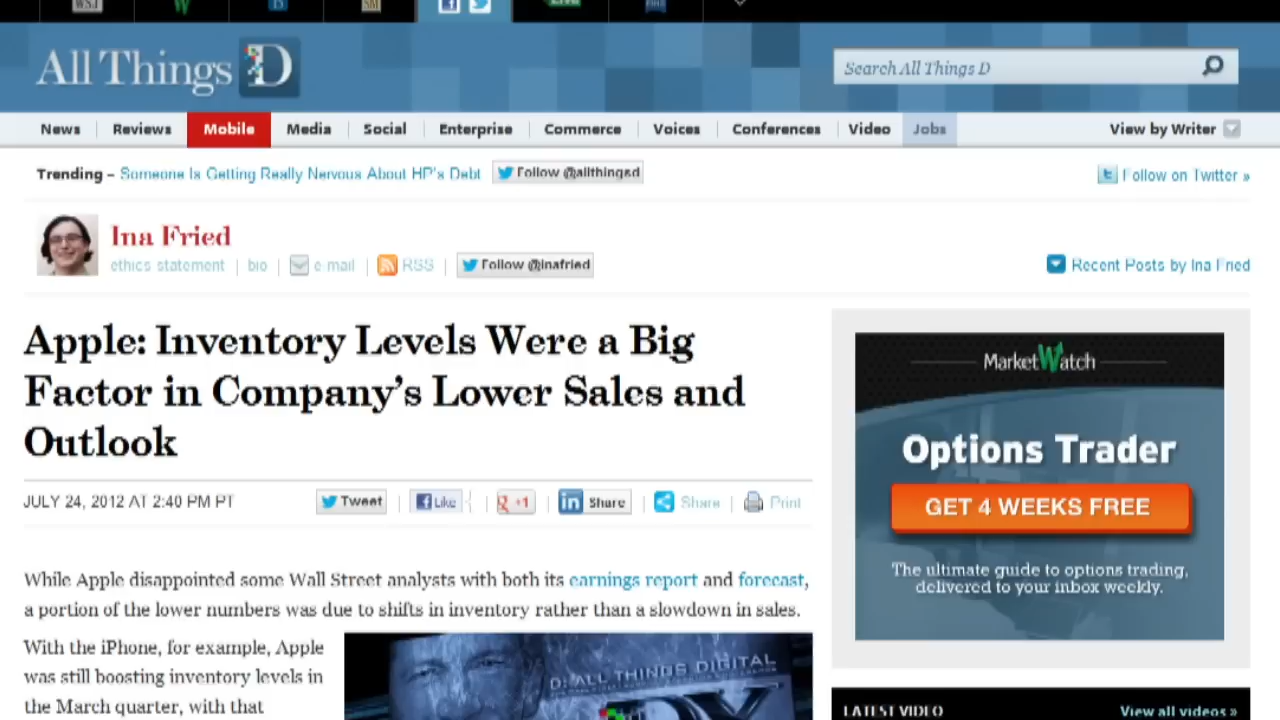 WSJ
All Things D
Search All Things D
News Reviews Mobile Media Social Enterprise Commerce Voices Conferences Video Jobs View by Writer
Trending – Someone Is Getting Really Nervous About HP's Debt Follow @allthingsd Follow on Twitter »
Ina Fried
ethics statement | bio | e-mail | RSS | Follow @inafried Recent Posts by Ina Fried
Apple: Inventory Levels Were a Big
Factor in Company's Lower Sales and
Outlook
JULY 24, 2012 AT 2:40 PM PT Tweet Like +1 Share Share Print
While Apple disappointed some Wall Street analysts with both its earnings report and forecast,
a portion of the lower numbers was due to shifts in inventory rather than a slowdown in sales.
With the iPhone, for example, Apple
was still boosting inventory levels in
the March quarter, with that
D: ALL THINGS DIGITAL
MarketWatch
Options Trader
GET 4 WEEKS FREE
The ultimate guide to options trading,
delivered to your inbox weekly.
LATEST VIDEO View all videos »